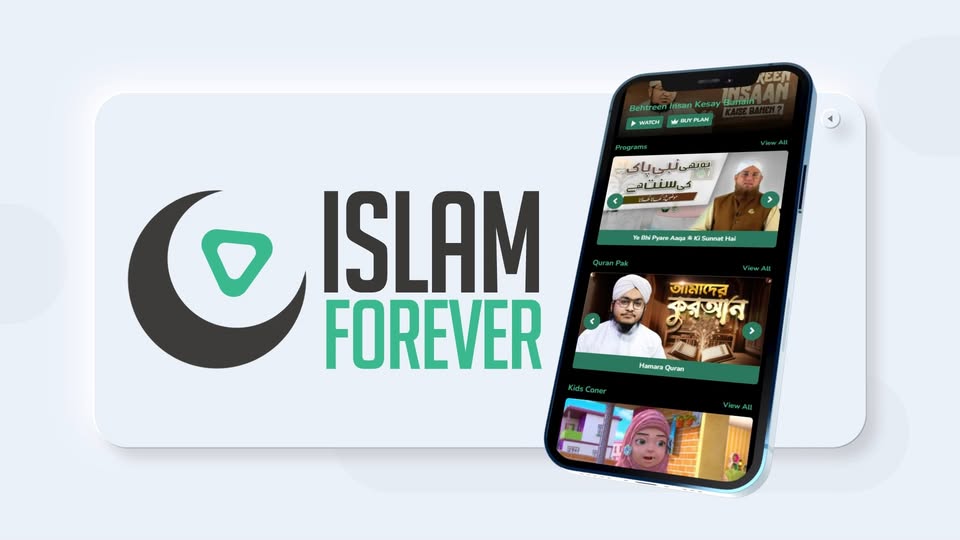 ISLAM
FOREVER
INSAAN
KAISE BANEN ?
Behtreen Insan Kesay Banain
WATCH
BUY PLAN
Programs
View All
یہ بھی نبی پاک
کی سنت ہے
Ye Bhi Pyare Aaqa ﷺ Ki Sunnat Hai
Quran Pak
View All
আমাদের
কুরআন
Hamara Quran
Kids Coner
View All